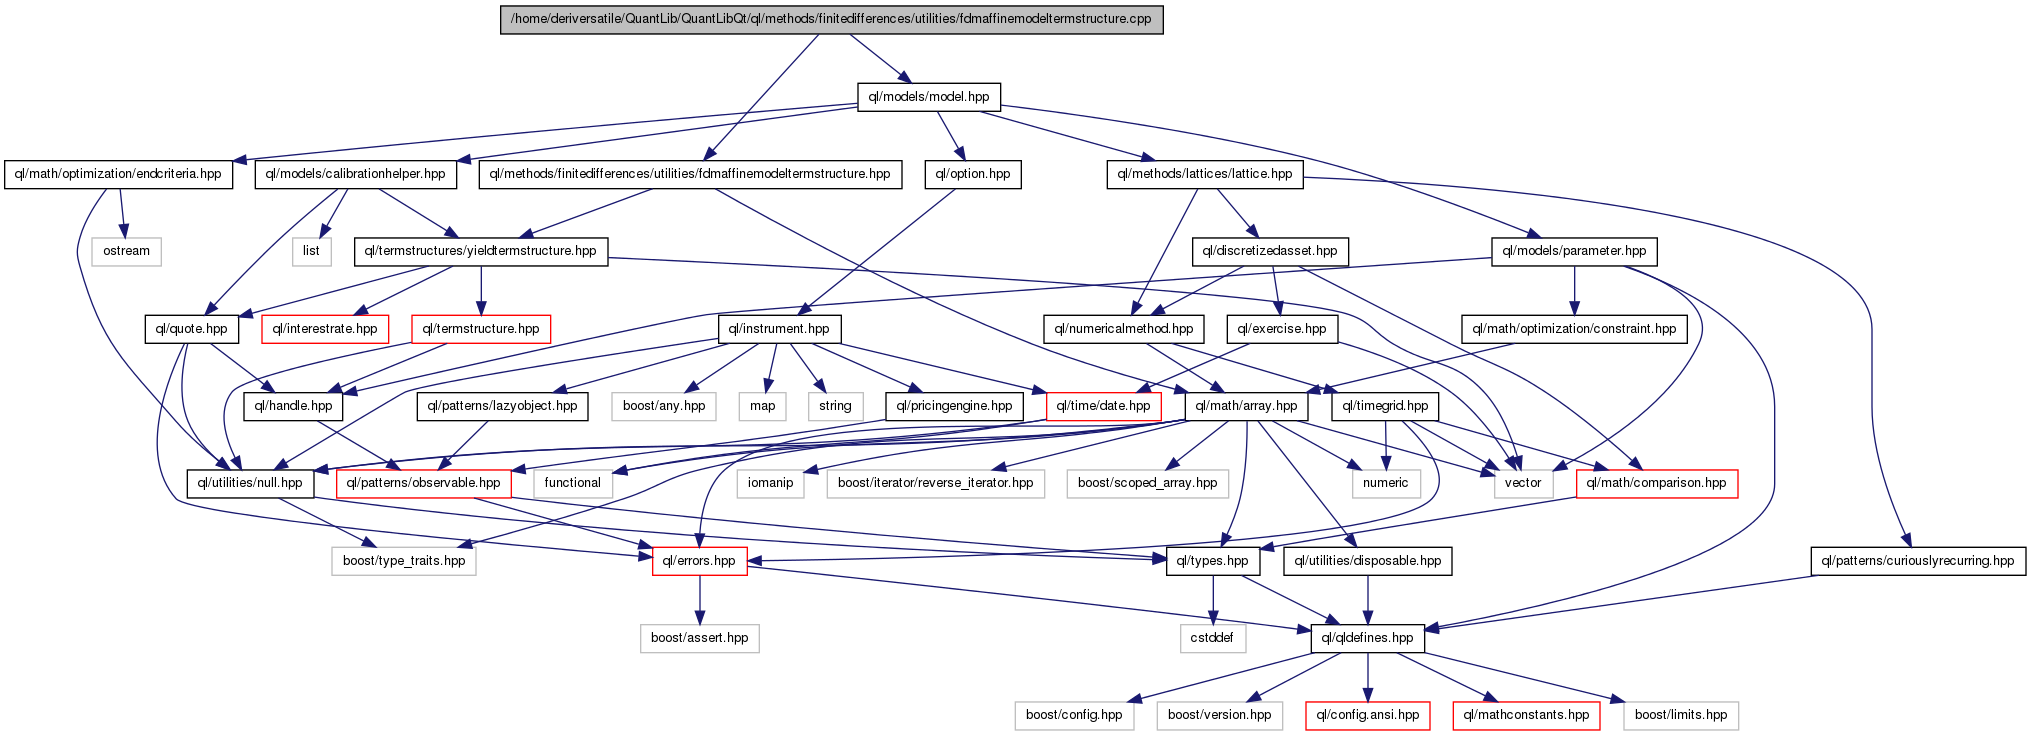 /home/deriversatile/QuantLib/QuantLibQt/ql/methods/finitedifferences/utilities/fdmaffinemodeltermstructure.cpp
ql/models/model.hpp
ql/math/optimization/endcriteria.hpp
ql/models/calibrationhelper.hpp
ql/methods/finitedifferences/utilities/fdmaffinemodeltermstructure.hpp
ql/option.hpp
ql/methods/lattices/lattice.hpp
ostream
list
ql/termstructures/yieldtermstructure.hpp
ql/discretizedasset.hpp
ql/models/parameter.hpp
ql/quote.hpp
ql/interestrate.hpp
ql/termstructure.hpp
ql/instrument.hpp
ql/numericalmethod.hpp
ql/exercise.hpp
ql/math/optimization/constraint.hpp
ql/handle.hpp
ql/patterns/lazyobject.hpp
boost/any.hpp
map
string
ql/pricingengine.hpp
ql/time/date.hpp
ql/math/array.hpp
ql/timegrid.hpp
ql/utilities/null.hpp
ql/patterns/observable.hpp
functional
iomanip
boost/iterator/reverse_iterator.hpp
boost/scoped_array.hpp
numeric
vector
ql/math/comparison.hpp
boost/type_traits.hpp
ql/errors.hpp
ql/types.hpp
ql/utilities/disposable.hpp
ql/patterns/curiouslyrecurring.hpp
boost/assert.hpp
cstddef
ql/qldefines.hpp
boost/config.hpp
boost/version.hpp
ql/config.ansi.hpp
ql/mathconstants.hpp
boost/limits.hpp